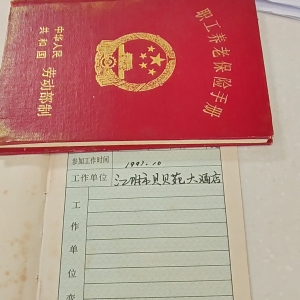 职工养老保险手册
中华人民
共和国 劳动部制
参加工作时间 1997.10
工作单位 江阴市贝贝苑大酒店
工作单位变